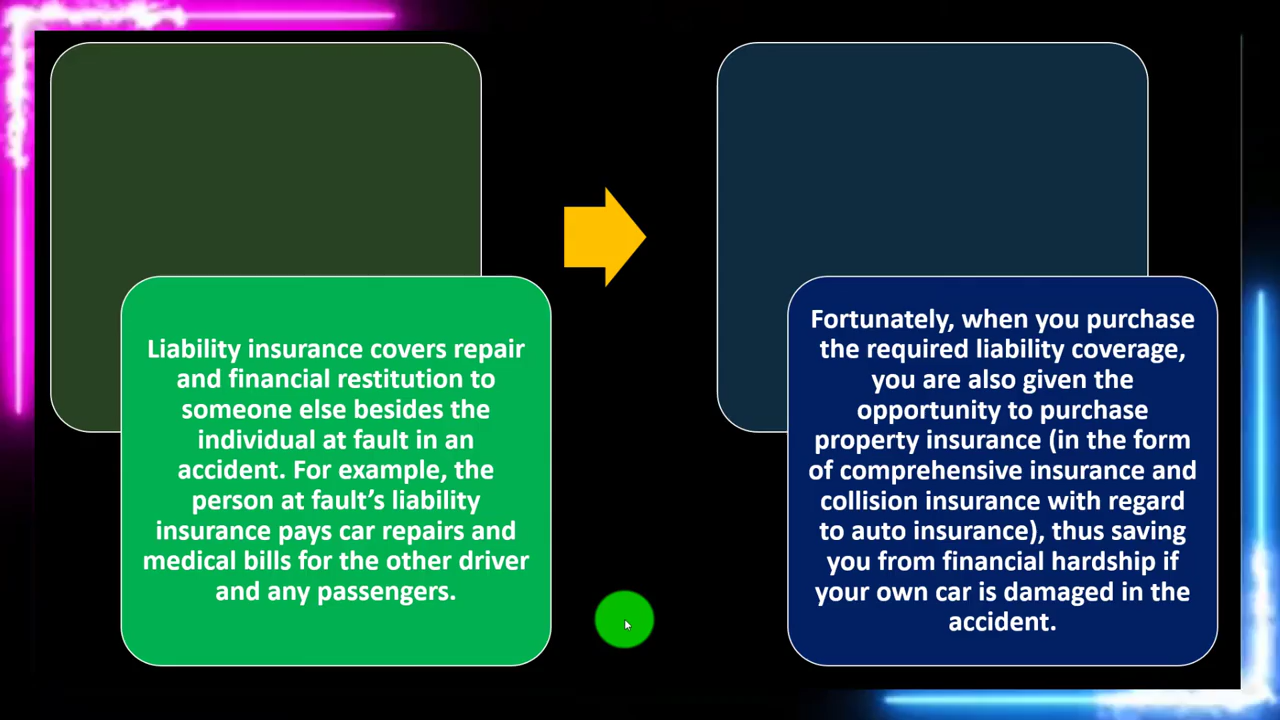 Liability insurance covers repair
and financial restitution to
someone else besides the
individual at fault in an
accident. For example, the
person at fault’s liability
insurance pays car repairs and
medical bills for the other driver
and any passengers.
Fortunately, when you purchase
the required liability coverage,
you are also given the
opportunity to purchase
property insurance (in the form
of comprehensive insurance and
collision insurance with regard
to auto insurance), thus saving
you from financial hardship if
your own car is damaged in the
accident.